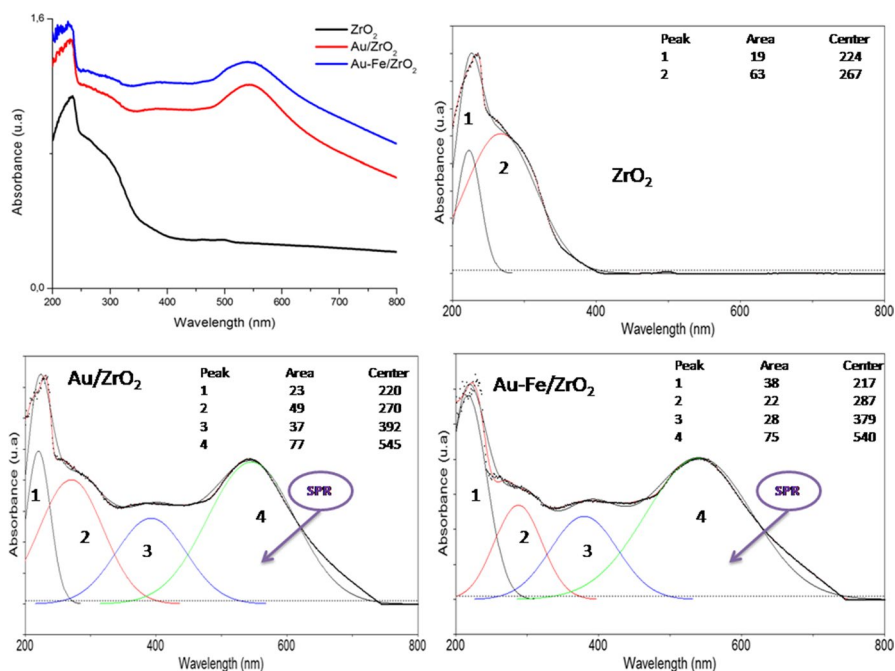 1,6
ZrO2
Au/ZrO2
Au-Fe/ZrO2
Absorbance (u.a)
0,0
200 300 400 500 600 700 800
Wavelength (nm)
Peak Area Center
1 19 224
2 63 267
1
2
ZrO2
Absorbance (u.a)
200 400 600 800
Wavelength (nm)
Au/ZrO2
Peak Area Center
1 23 220
2 49 270
3 37 392
4 77 545
SPR
1
2
3
4
Absorbance (u.a)
200 400 600 800
Wavelength (nm)
Au-Fe/ZrO2
Peak Area Center
1 38 217
2 22 287
3 28 379
4 75 540
SPR
1
2
3
4
Absorbance (u.a)
200 400 600 800
Wavelength (nm)